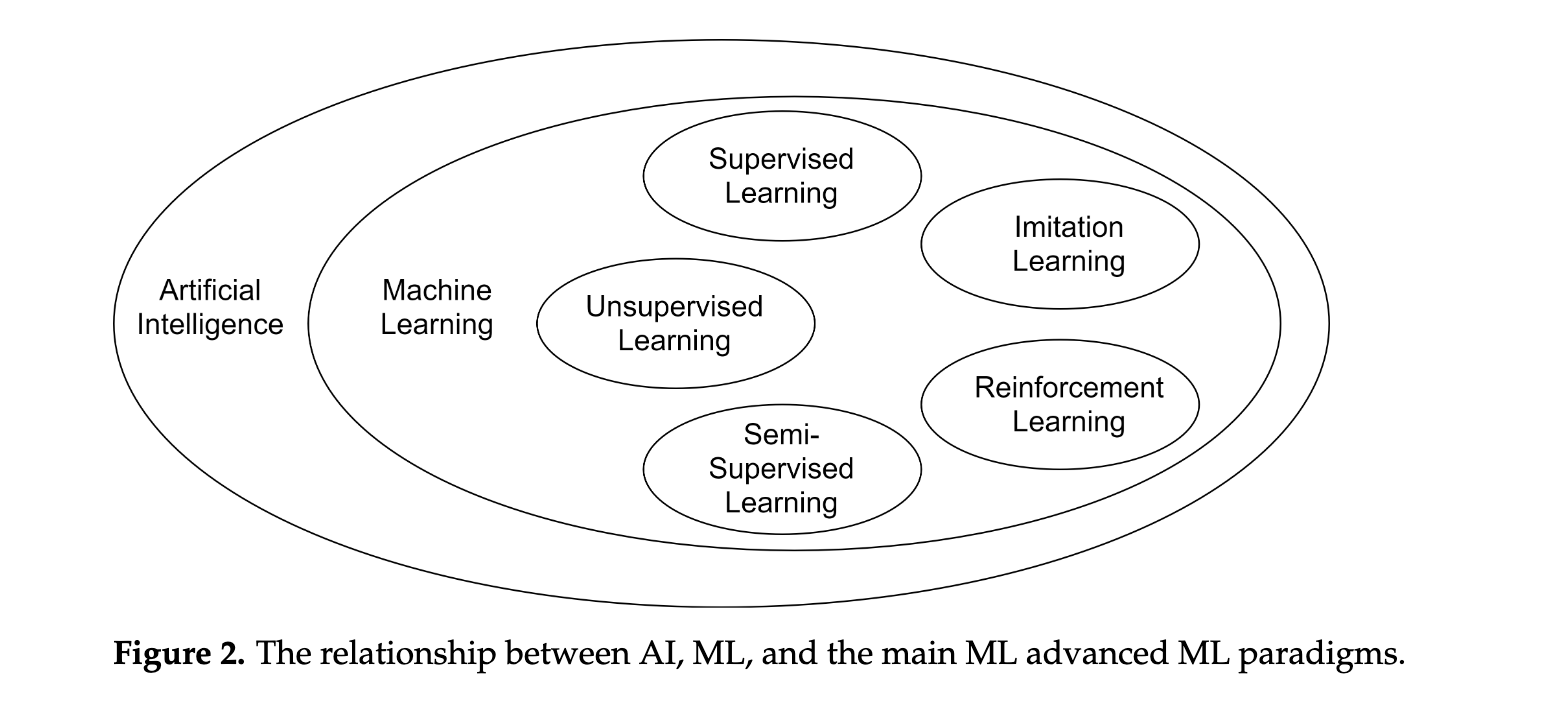 Supervised
Learning
Imitation
Learning
Artificial
Intelligence
Machine
Learning
Unsupervised
Learning
Reinforcement
Learning
Semi-
Supervised
Learning
Figure 2. The relationship between AI, ML, and the main ML advanced ML paradigms.